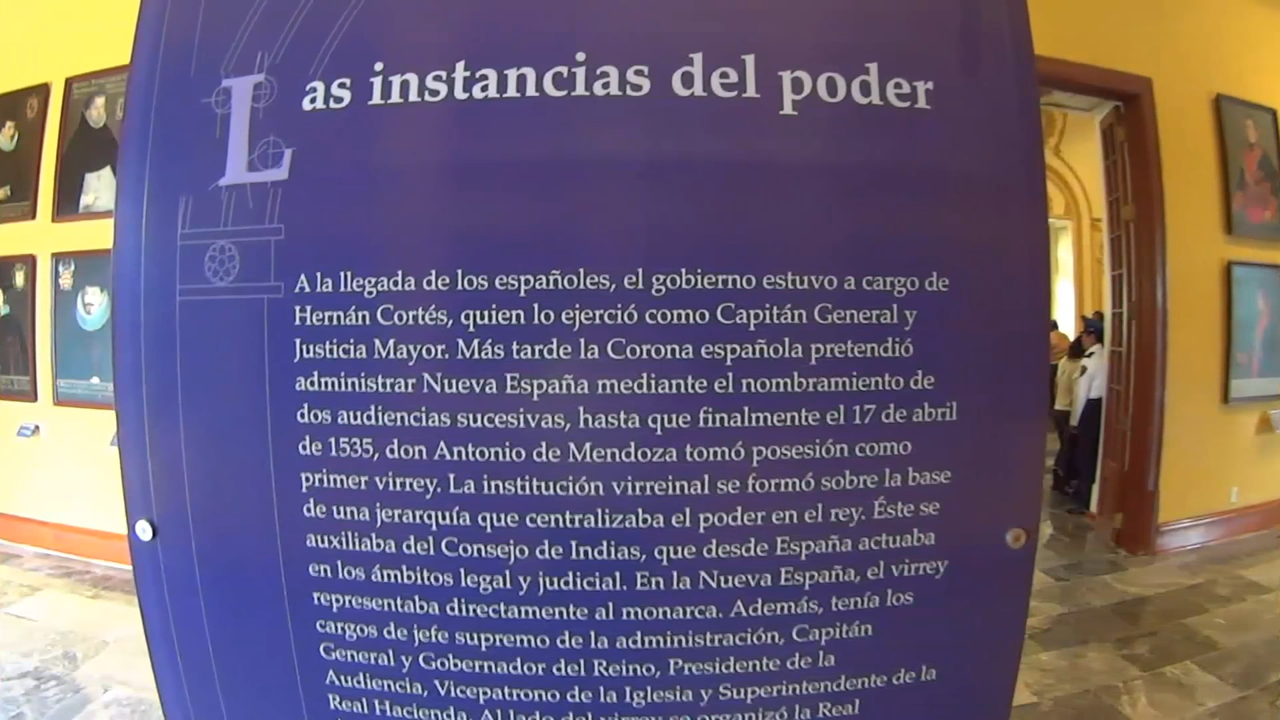 Las instancias del poder
A la llegada de los españoles, el gobierno estuvo a cargo de
Hernán Cortés, quien lo ejerció como Capitán General y
Justicia Mayor. Más tarde la Corona española pretendió
administrar Nueva España mediante el nombramiento de
dos audiencias sucesivas, hasta que finalmente el 17 de abril
de 1535, don Antonio de Mendoza tomó posesión como
primer virrey. La institución virreinal se formó sobre la base
de una jerarquía que centralizaba el poder en el rey. Éste se
auxiliaba del Consejo de Indias, que desde España actuaba
en los ámbitos legal y judicial. En la Nueva España, el virrey
representaba directamente al monarca. Además, tenía los
cargos de jefe supremo de la administración, Capitán
General y Gobernador del Reino, Presidente de la
Audiencia, Vicepatrono de la Iglesia y Superintendente de la
Real Hacienda. Al lado del virrey se organizó la Real